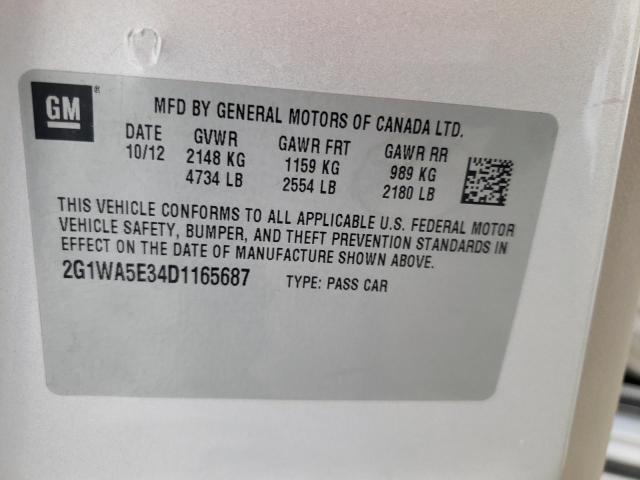 GM®
MFD BY GENERAL MOTORS OF CANADA LTD.
DATE GVWR GAWR FRT GAWR RR
10/12 2148 KG 1159 KG 989 KG
4734 LB 2554 LB 2180 LB
THIS VEHICLE CONFORMS TO ALL APPLICABLE U.S. FEDERAL MOTOR
VEHICLE SAFETY, BUMPER, AND THEFT PREVENTION STANDARDS IN
EFFECT ON THE DATE OF MANUFACTURE SHOWN ABOVE.
2G1WA5E34D1165687 TYPE: PASS CAR